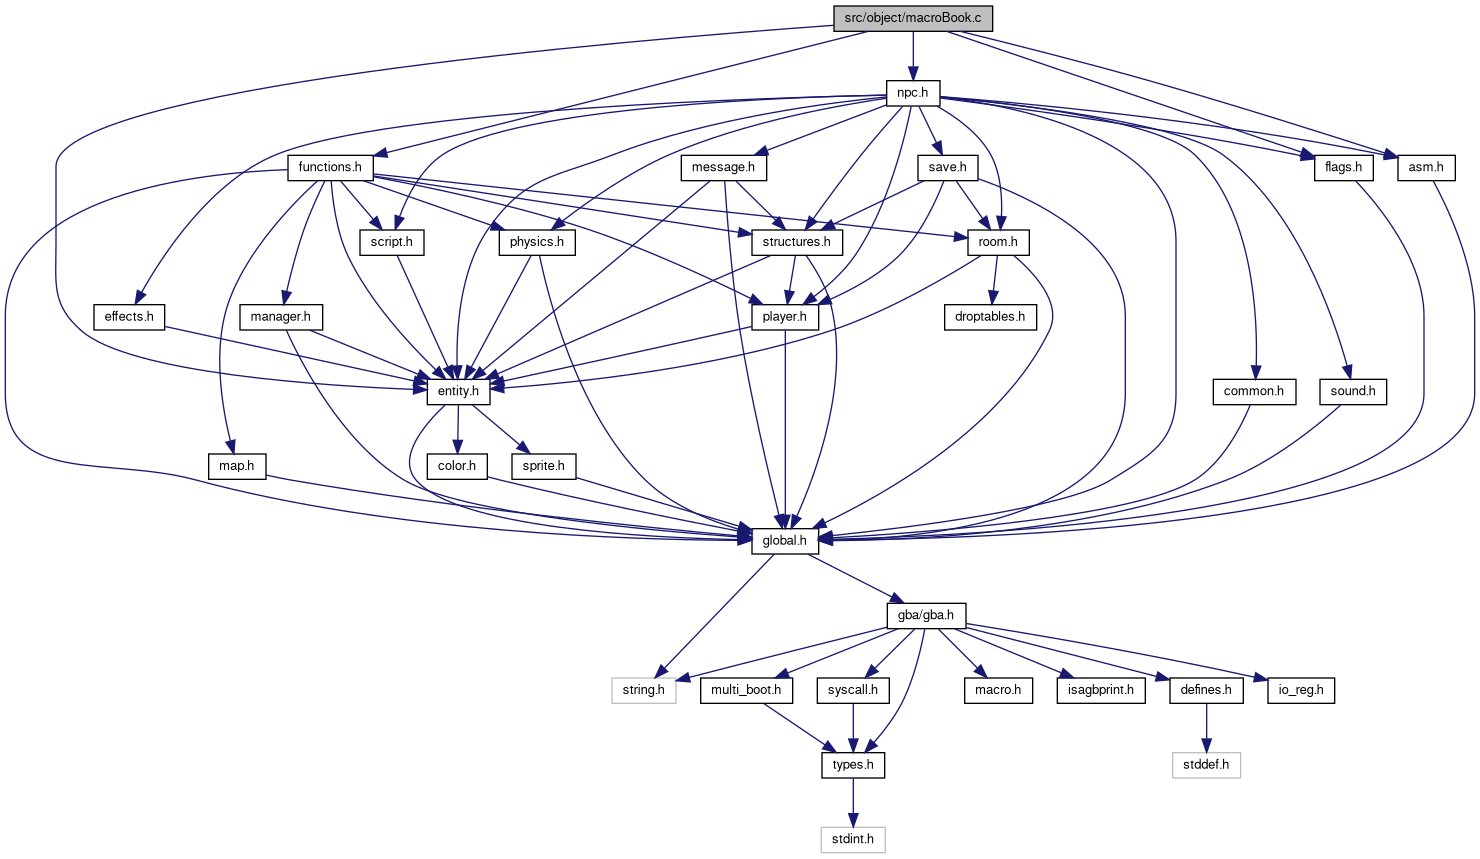 src/object/macroBook.c
npc.h
functions.h
message.h
save.h
flags.h
asm.h
script.h
physics.h
structures.h
room.h
effects.h
manager.h
player.h
droptables.h
entity.h
common.h
sound.h
map.h
color.h
sprite.h
global.h
gba/gba.h
string.h
multi_boot.h
syscall.h
macro.h
isagbprint.h
defines.h
io_reg.h
types.h
stddef.h
stdint.h